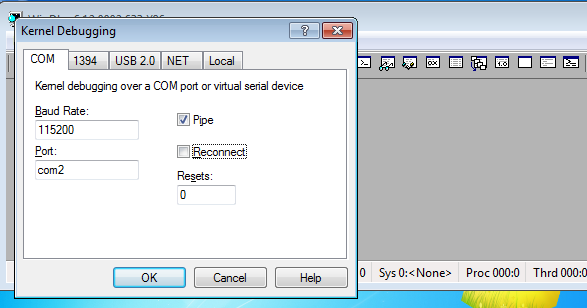 Kernel Debugging
COM 1394 USB 2.0 NET Local
Kernel debugging over a COM port or virtual serial device
Baud Rate:
115200
Pipe
Port:
Reconnect
com2
Resets:
0
OK Cancel Help
0 Sys 0:<None> Proc 000:0 Thrd 000:0